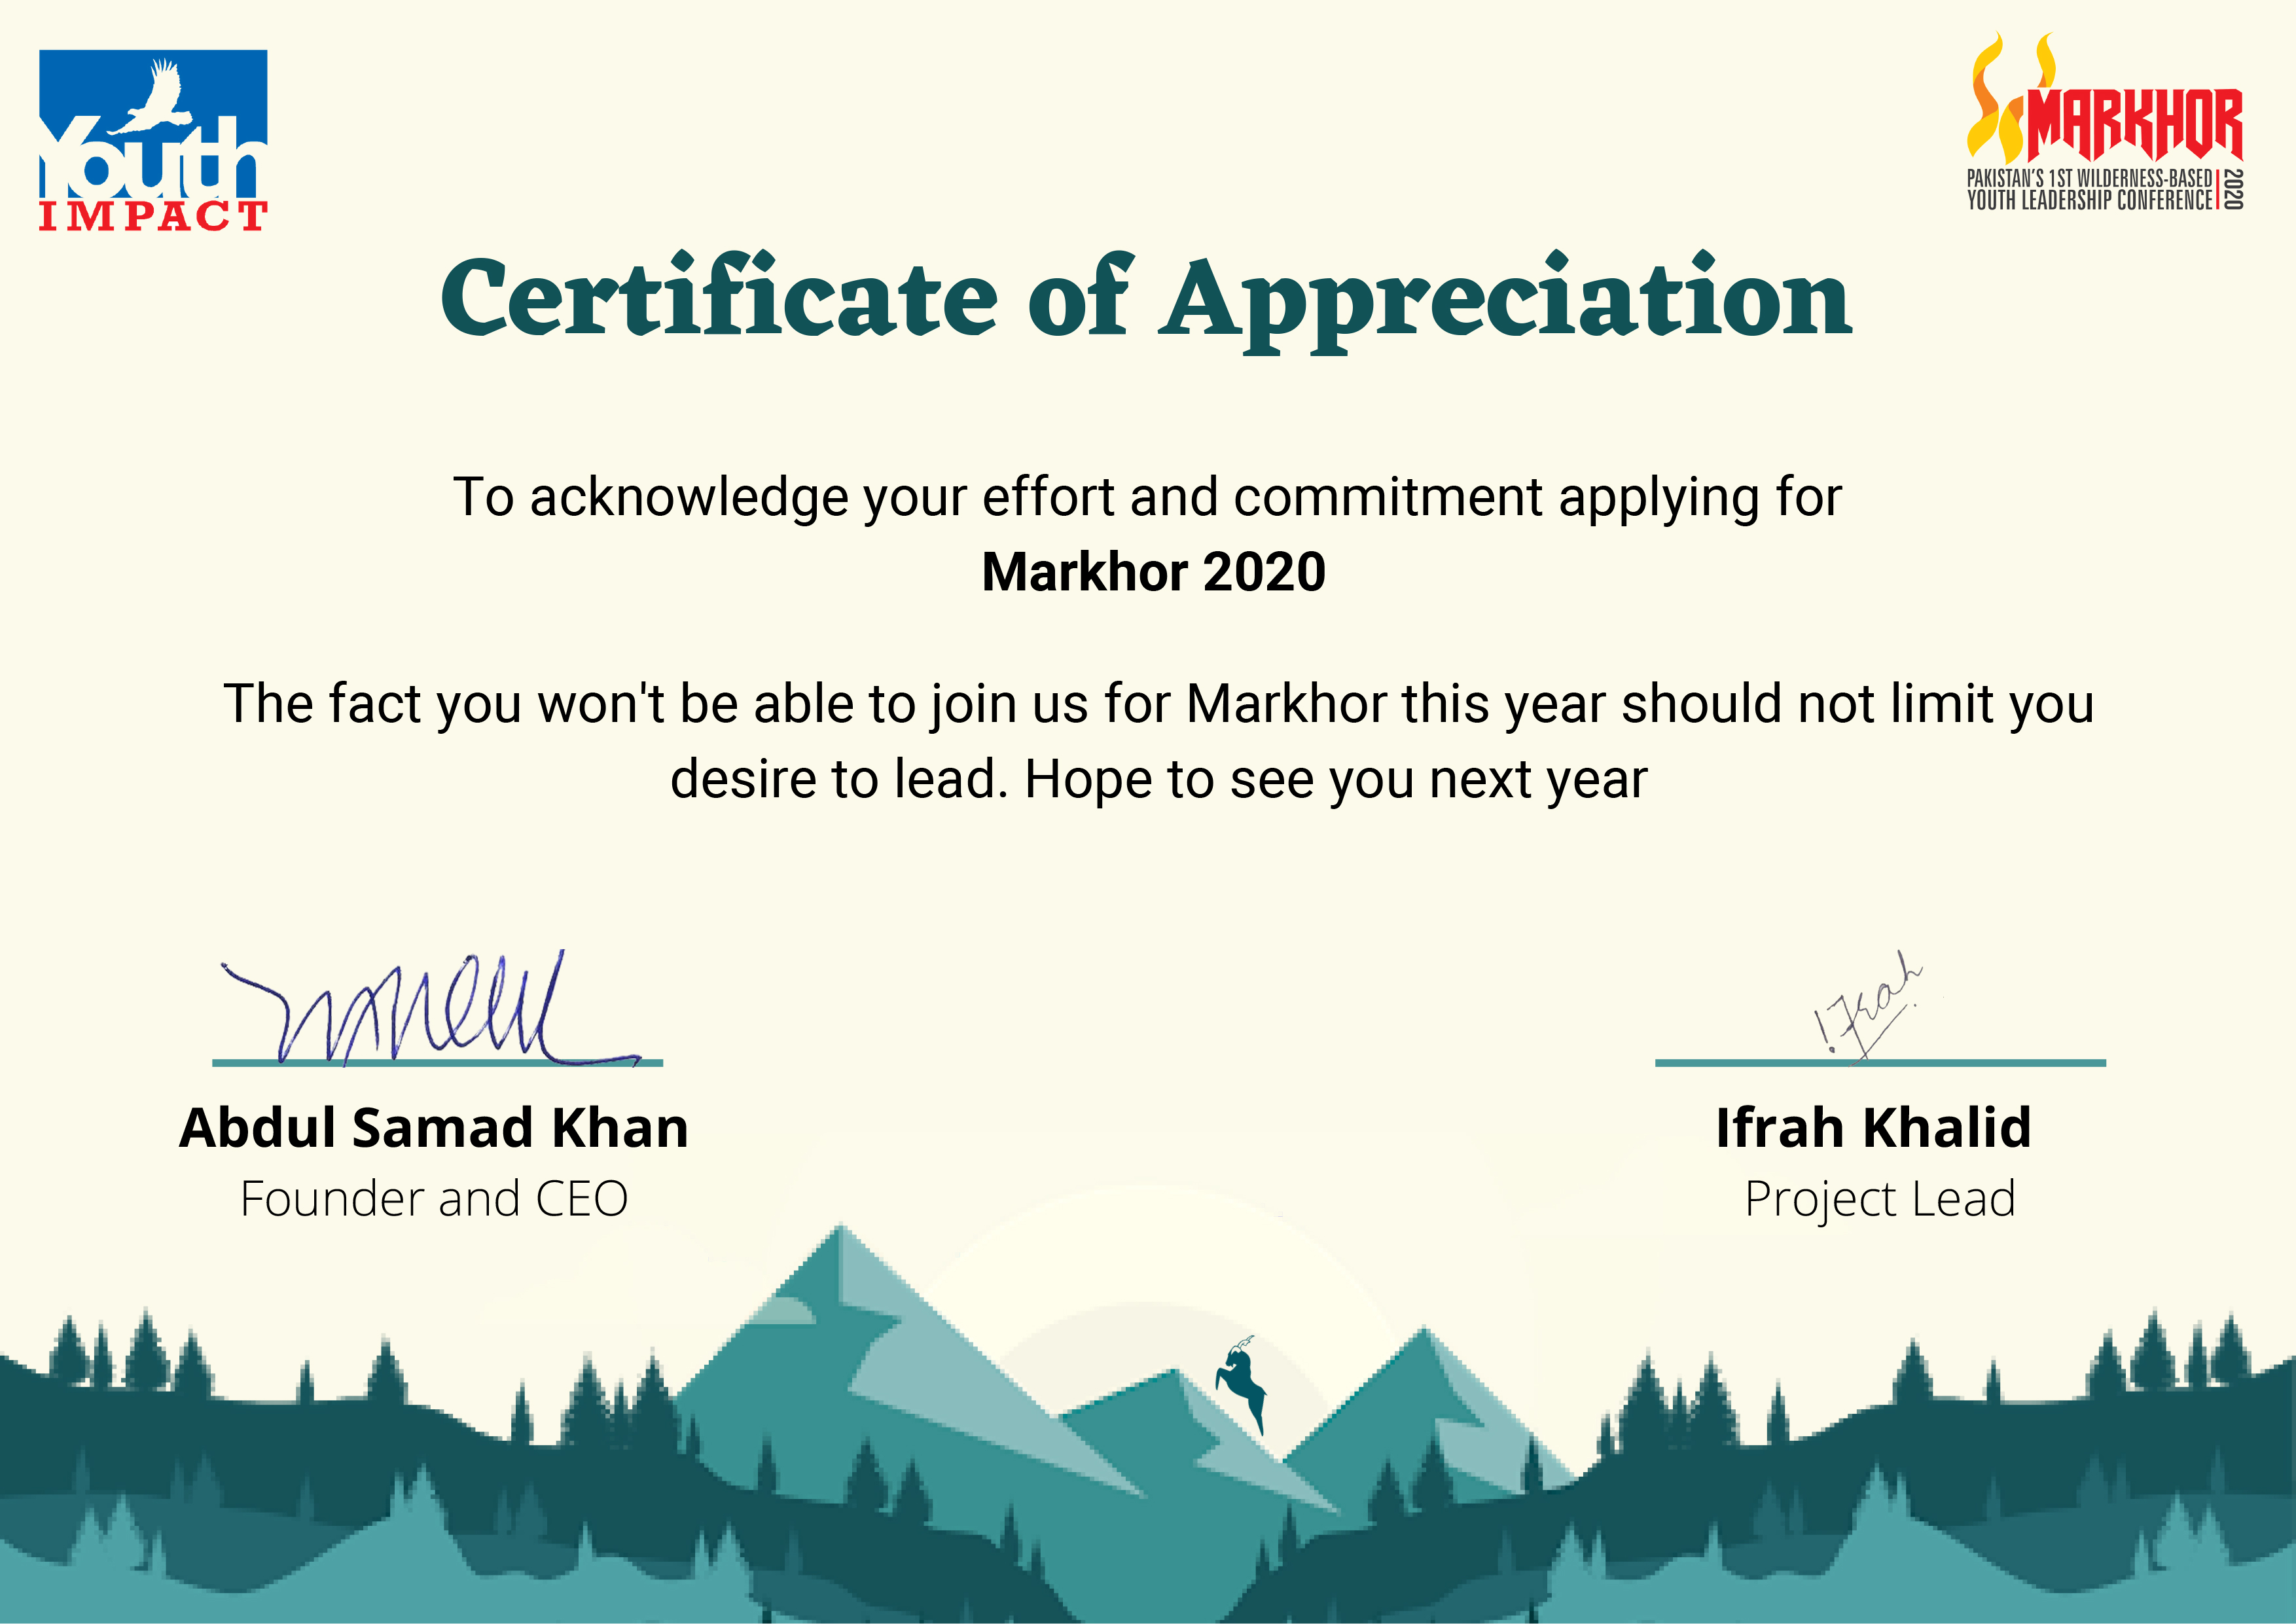 Youth
IMPACT
MARKHOR
PAKISTAN'S 1ST WILDERNESS-BASED
YOUTH LEADERSHIP CONFERENCE
2020
Certificate of Appreciation
To acknowledge your effort and commitment applying for
Markhor 2020
The fact you won't be able to join us for Markhor this year should not limit you
desire to lead. Hope to see you next year
Ifrah
Abdul Samad Khan
Founder and CEO
Ifrah Khalid
Project Lead